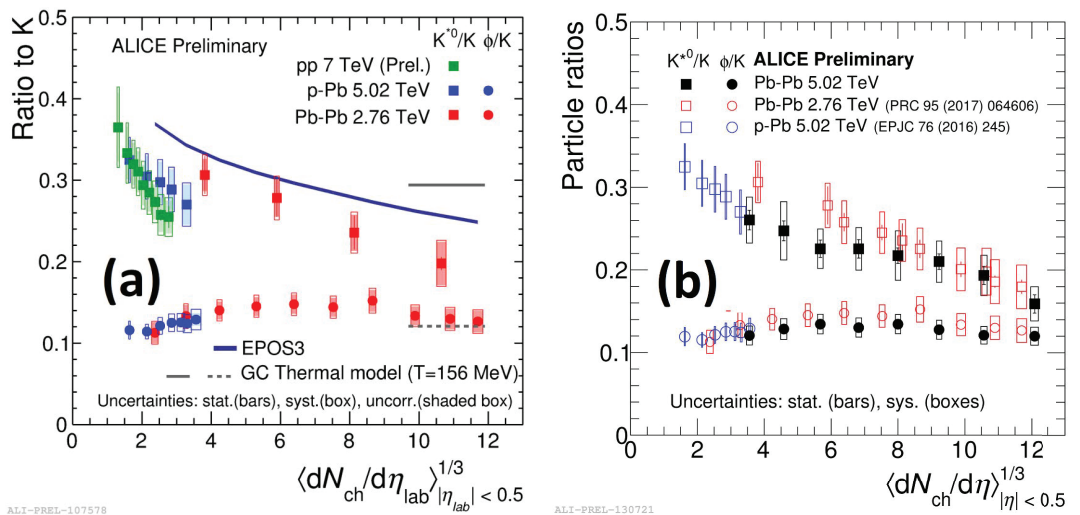 0.5
0.4
0.3
0.2
0.1
0
Ratio to K
ALICE Preliminary
K*0/K ϕ/K
pp 7 TeV (Prel.)
p-Pb 5.02 TeV
Pb-Pb 2.76 TeV
(a)
EPOS3
GC Thermal model (T=156 MeV)
Uncertainties: stat.(bars), syst.(box), uncorr.(shaded box)
0 2 4 6 8 10 12
⟨dNch/dηlab⟩1/3|ηlab| < 0.5
ALI-PREL-107578
0.5
0.4
0.3
0.2
0.1
0
Particle ratios
K*0/K ϕ/K ALICE Preliminary
Pb-Pb 5.02 TeV
Pb-Pb 2.76 TeV (PRC 95 (2017) 064606)
p-Pb 5.02 TeV (EPJC 76 (2016) 245)
(b)
Uncertainties: stat. (bars), sys. (boxes)
0 2 4 6 8 10 12
⟨dNch/dη⟩1/3|η| < 0.5
ALI-PREL-130721